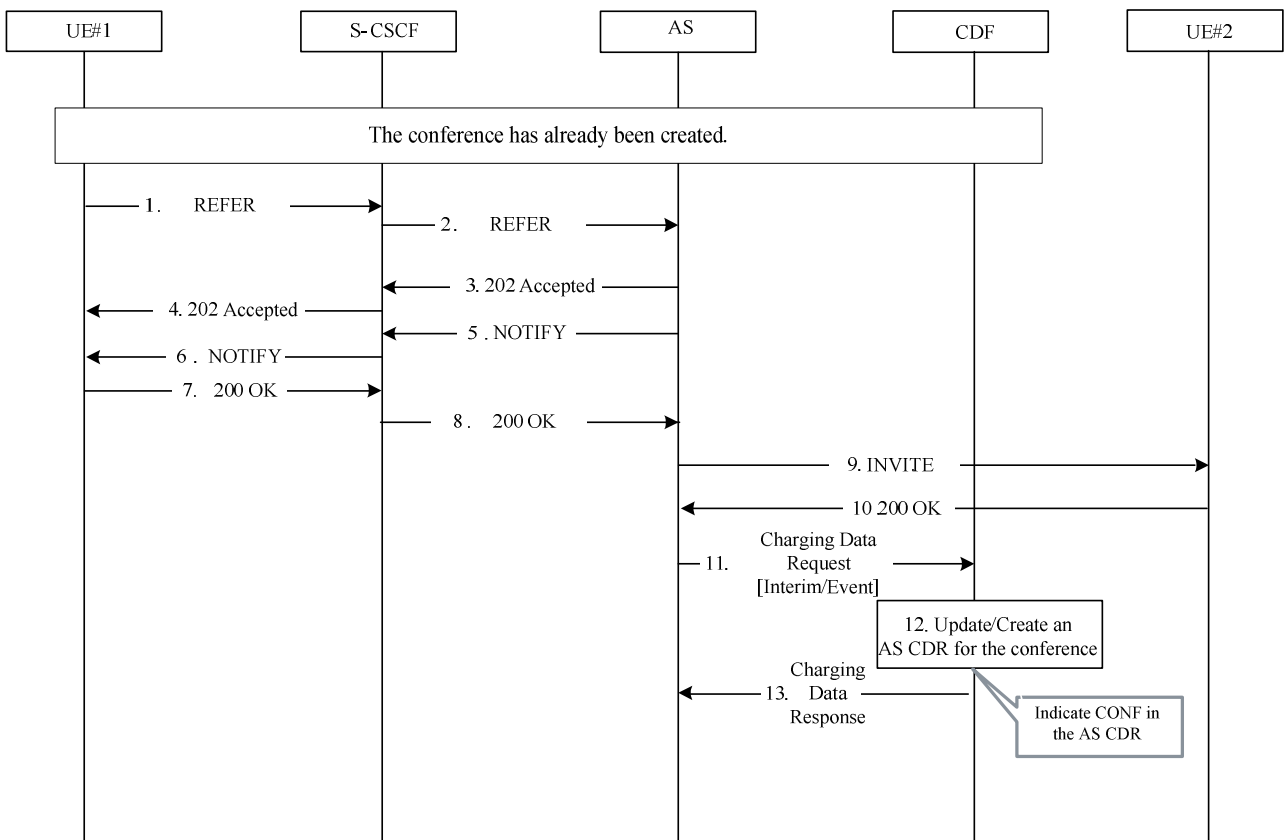 UE#1
S-CSCF
AS
CDF
UE#2
The conference has already been created.
1. REFER
2. REFER
3. 202 Accepted
4. 202 Accepted
5 . NOTIFY
6 . NOTIFY
7. 200 OK
8. 200 OK
9. INVITE
10 200 OK
Charging Data
11. Request
[Interim/Event]
12. Update/Create an
AS CDR for the conference
Charging
13. Data
Response
Indicate CONF in
the AS CDR